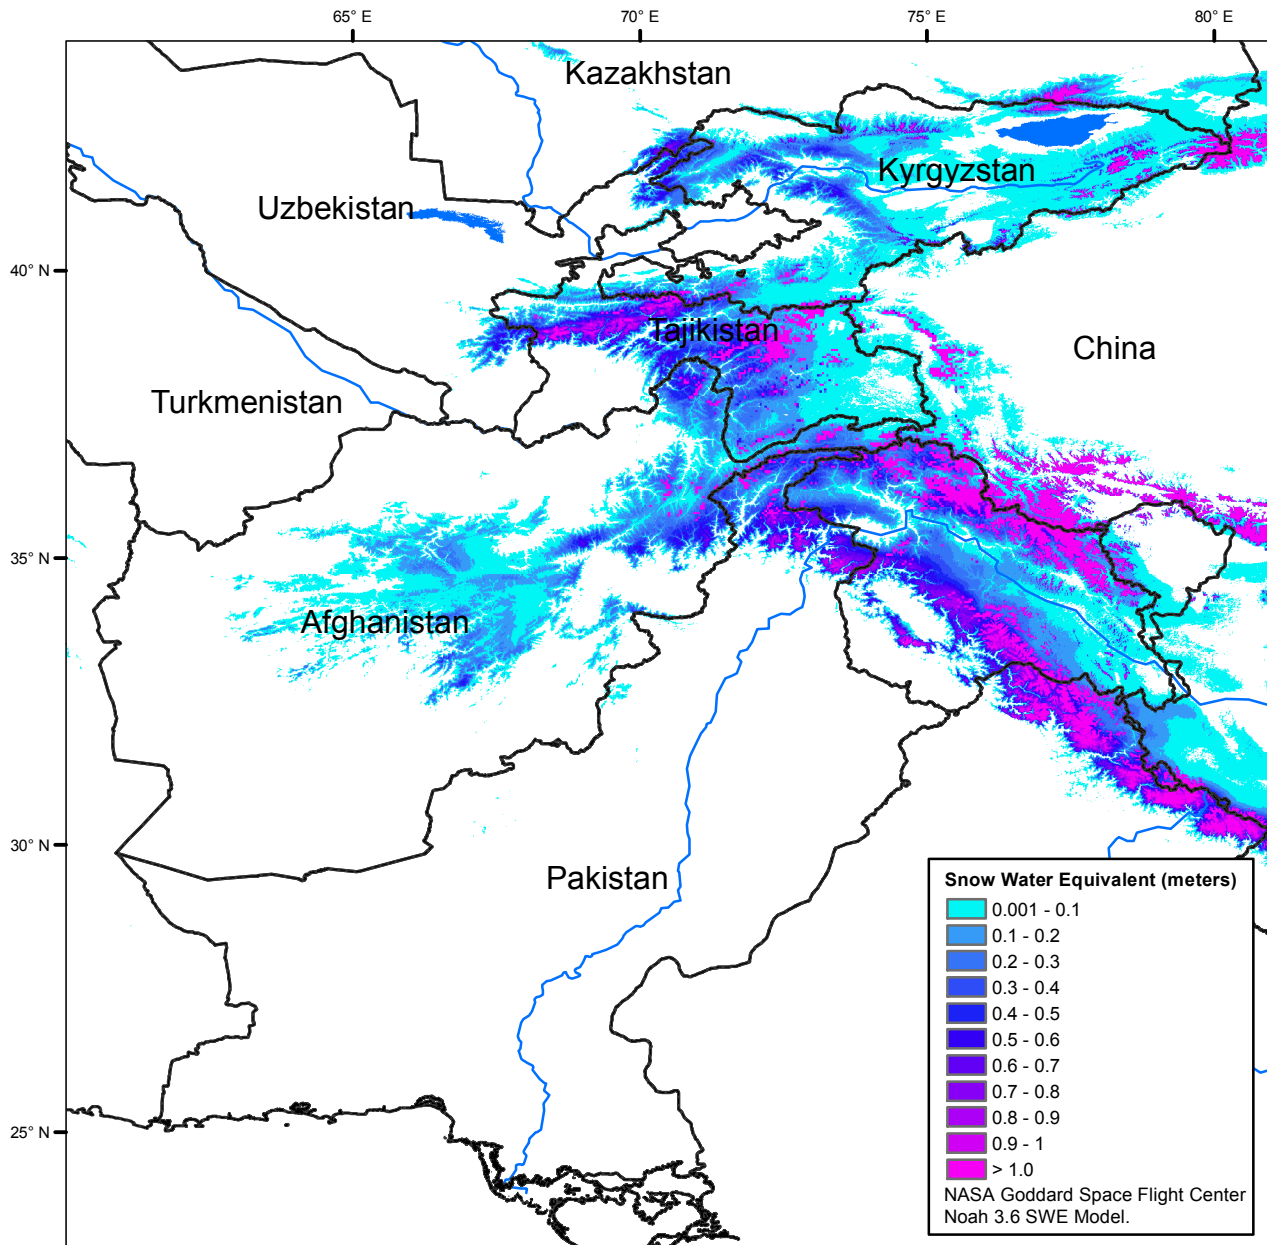 65° E
70° E
75° E
80° E
Kazakhstan
Kyrgyzstan
Uzbekistan
40° N
Tajikistan
China
Turkmenistan
35° N
Afghanistan
30° N
Pakistan
25° N
Snow Water Equivalent (meters)
0.001 - 0.1
0.1 - 0.2
0.2 - 0.3
0.3 - 0.4
0.4 - 0.5
0.5 - 0.6
0.6 - 0.7
0.7 - 0.8
0.8 - 0.9
0.9 - 1
> 1.0
NASA Goddard Space Flight Center
Noah 3.6 SWE Model.